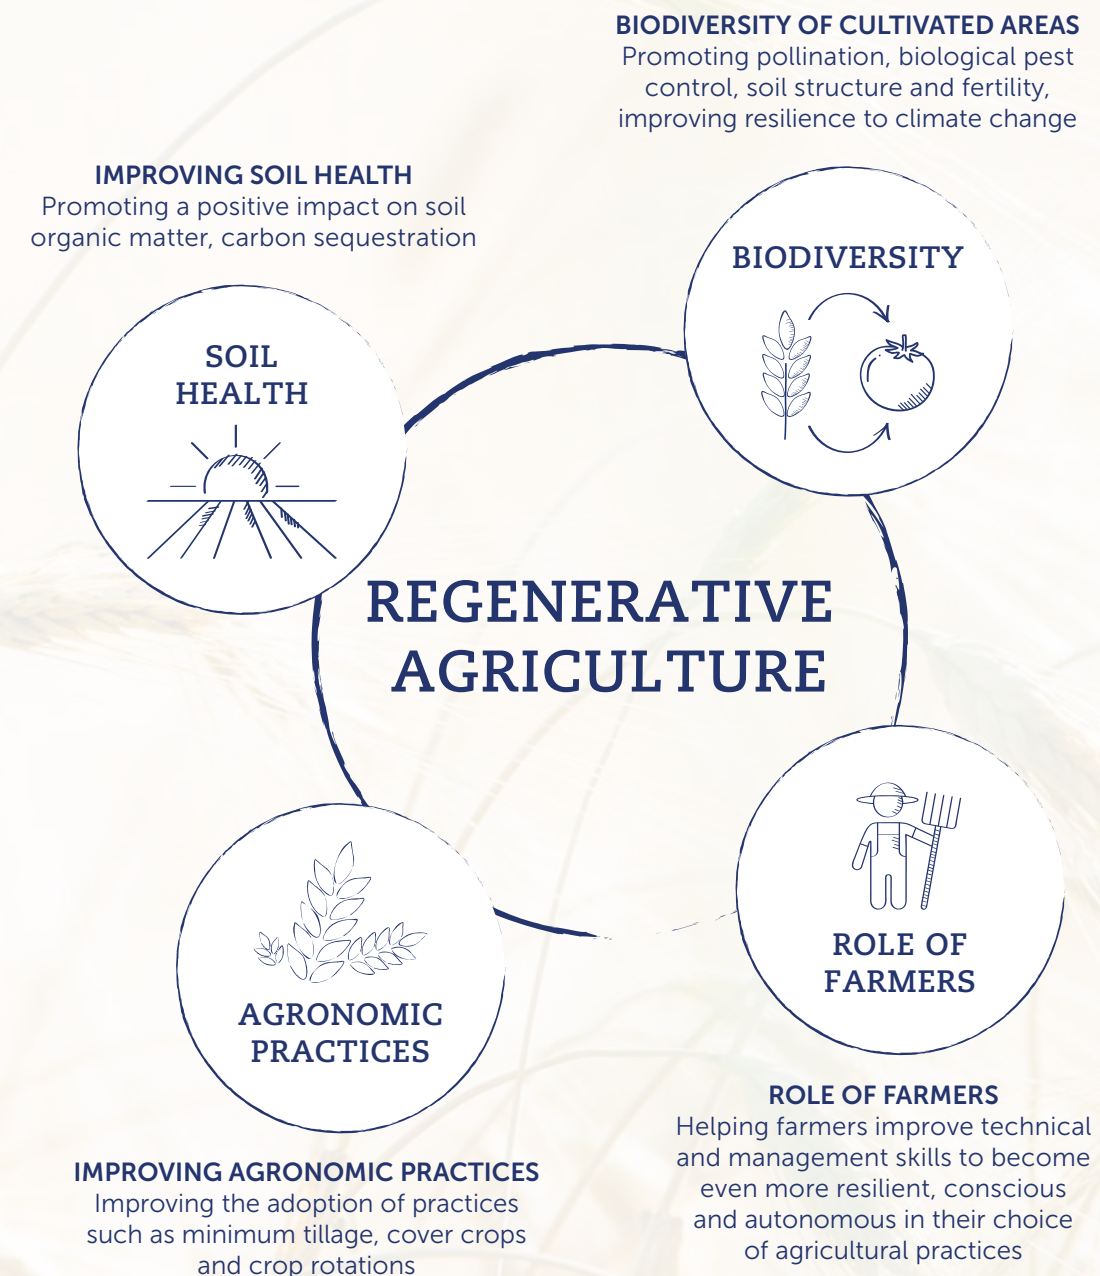 BIODIVERSITY OF CULTIVATED AREAS
Promoting pollination, biological pest
control, soil structure and fertility,
improving resilience to climate change
IMPROVING SOIL HEALTH
Promoting a positive impact on soil
organic matter, carbon sequestration
BIODIVERSITY
SOIL
HEALTH
REGENERATIVE
AGRICULTURE
AGRONOMIC
PRACTICES
ROLE OF
FARMERS
ROLE OF FARMERS
Helping farmers improve technical
and management skills to become
even more resilient, conscious
and autonomous in their choice
of agricultural practices
IMPROVING AGRONOMIC PRACTICES
Improving the adoption of practices
such as minimum tillage, cover crops
and crop rotations